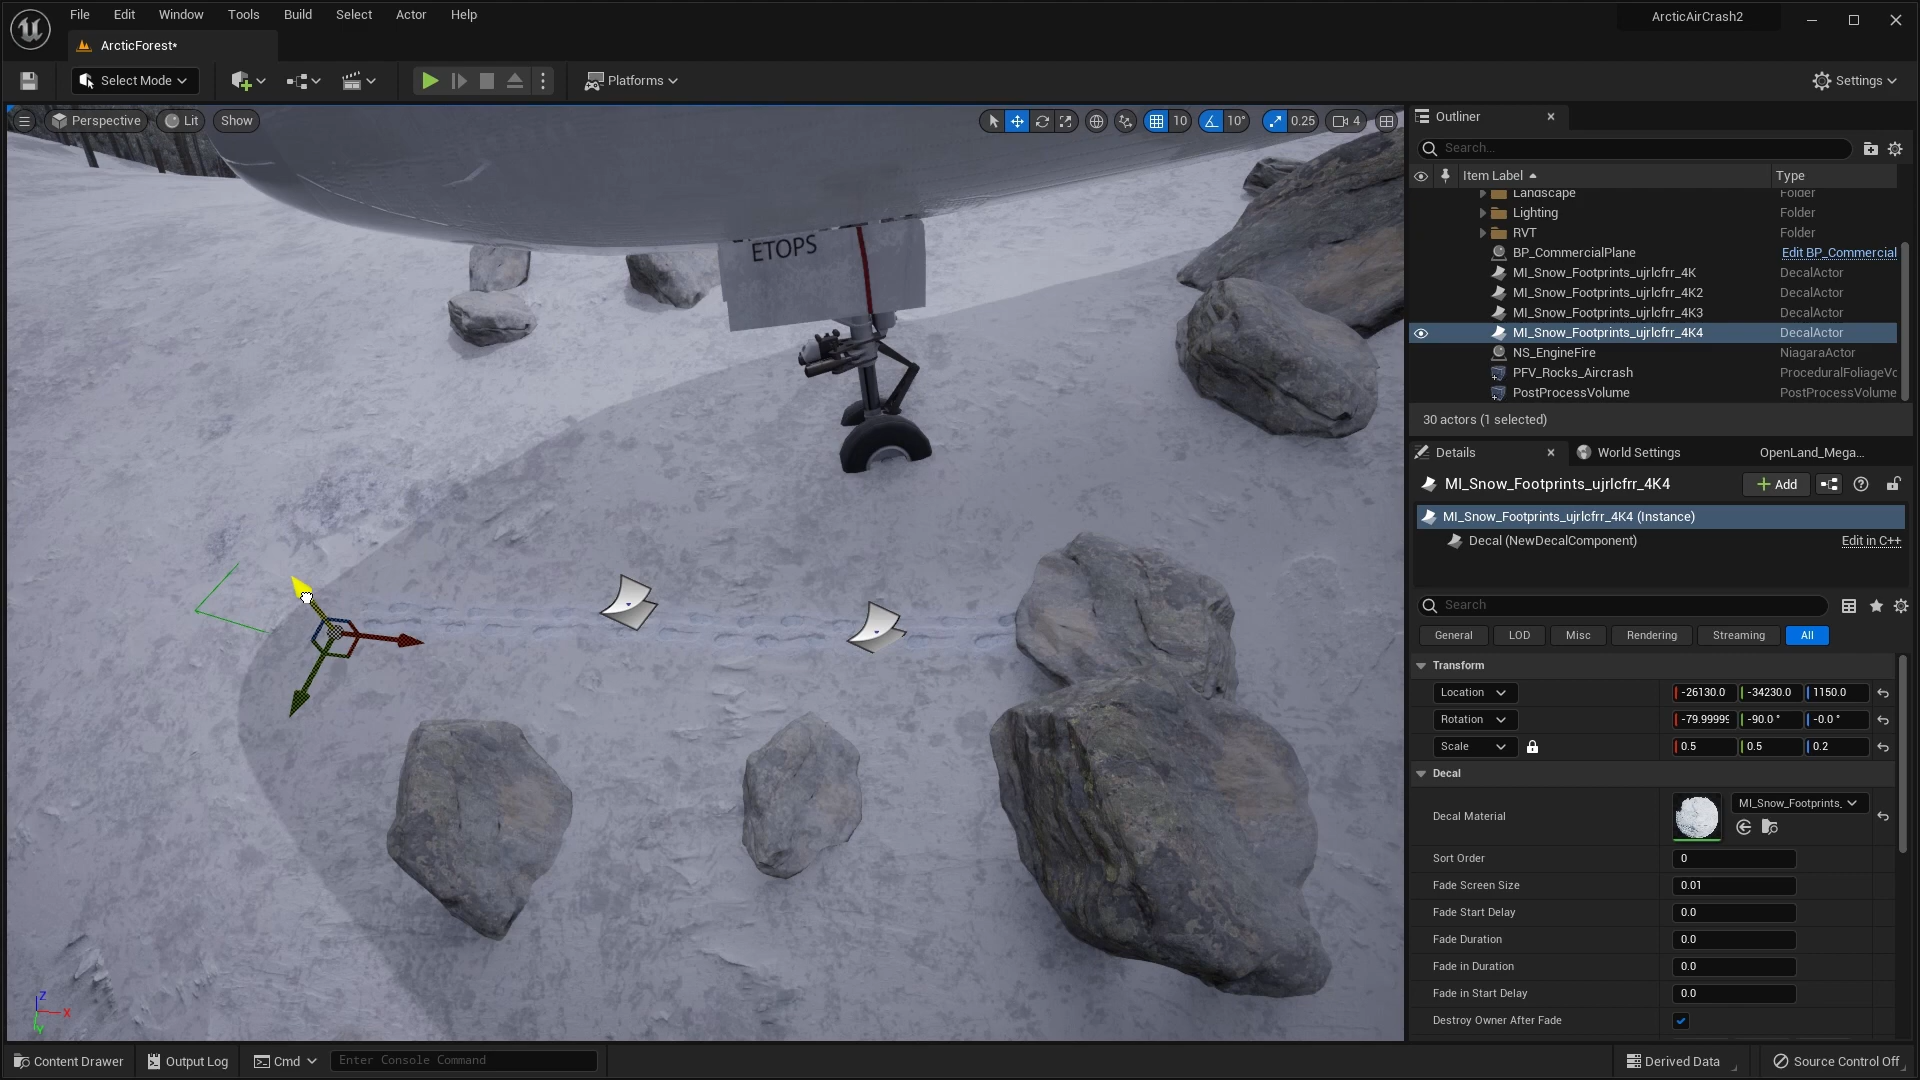 File Edit Window Tools Build Select Actor Help
ArcticAirCrash2
ArcticForest*
Select Mode
Platforms
Settings
Perspective
Lit
Show
10
10°
0.25
4
ETOPS
Z
X
Y
Outliner
Search...
Item Label
Type
Landscape Folder
Lighting Folder
RVT Folder
BP_CommercialPlane Edit BP_Commercial
MI_Snow_Footprints_ujrlcfrr_4K DecalActor
MI_Snow_Footprints_ujrlcfrr_4K2 DecalActor
MI_Snow_Footprints_ujrlcfrr_4K3 DecalActor
MI_Snow_Footprints_ujrlcfrr_4K4 DecalActor
NS_EngineFire NiagaraActor
PFV_Rocks_Aircrash ProceduralFoliageVo
PostProcessVolume PostProcessVolume
30 actors (1 selected)
Details
World Settings
OpenLand_Mega...
MI_Snow_Footprints_ujrlcfrr_4K4
+ Add
MI_Snow_Footprints_ujrlcfrr_4K4 (Instance)
Decal (NewDecalComponent) Edit in C++
Search
General LOD Misc Rendering Streaming All
Transform
Location -26130.0 -34230.0 1150.0
Rotation -79.99999 -90.0 ° -0.0 °
Scale 0.5 0.5 0.2
Decal
Decal Material MI_Snow_Footprints_
Sort Order 0
Fade Screen Size 0.01
Fade Start Delay 0.0
Fade Duration 0.0
Fade in Duration 0.0
Fade in Start Delay 0.0
Destroy Owner After Fade
Content Drawer
Output Log
Cmd
Enter Console Command
Derived Data
Source Control Off